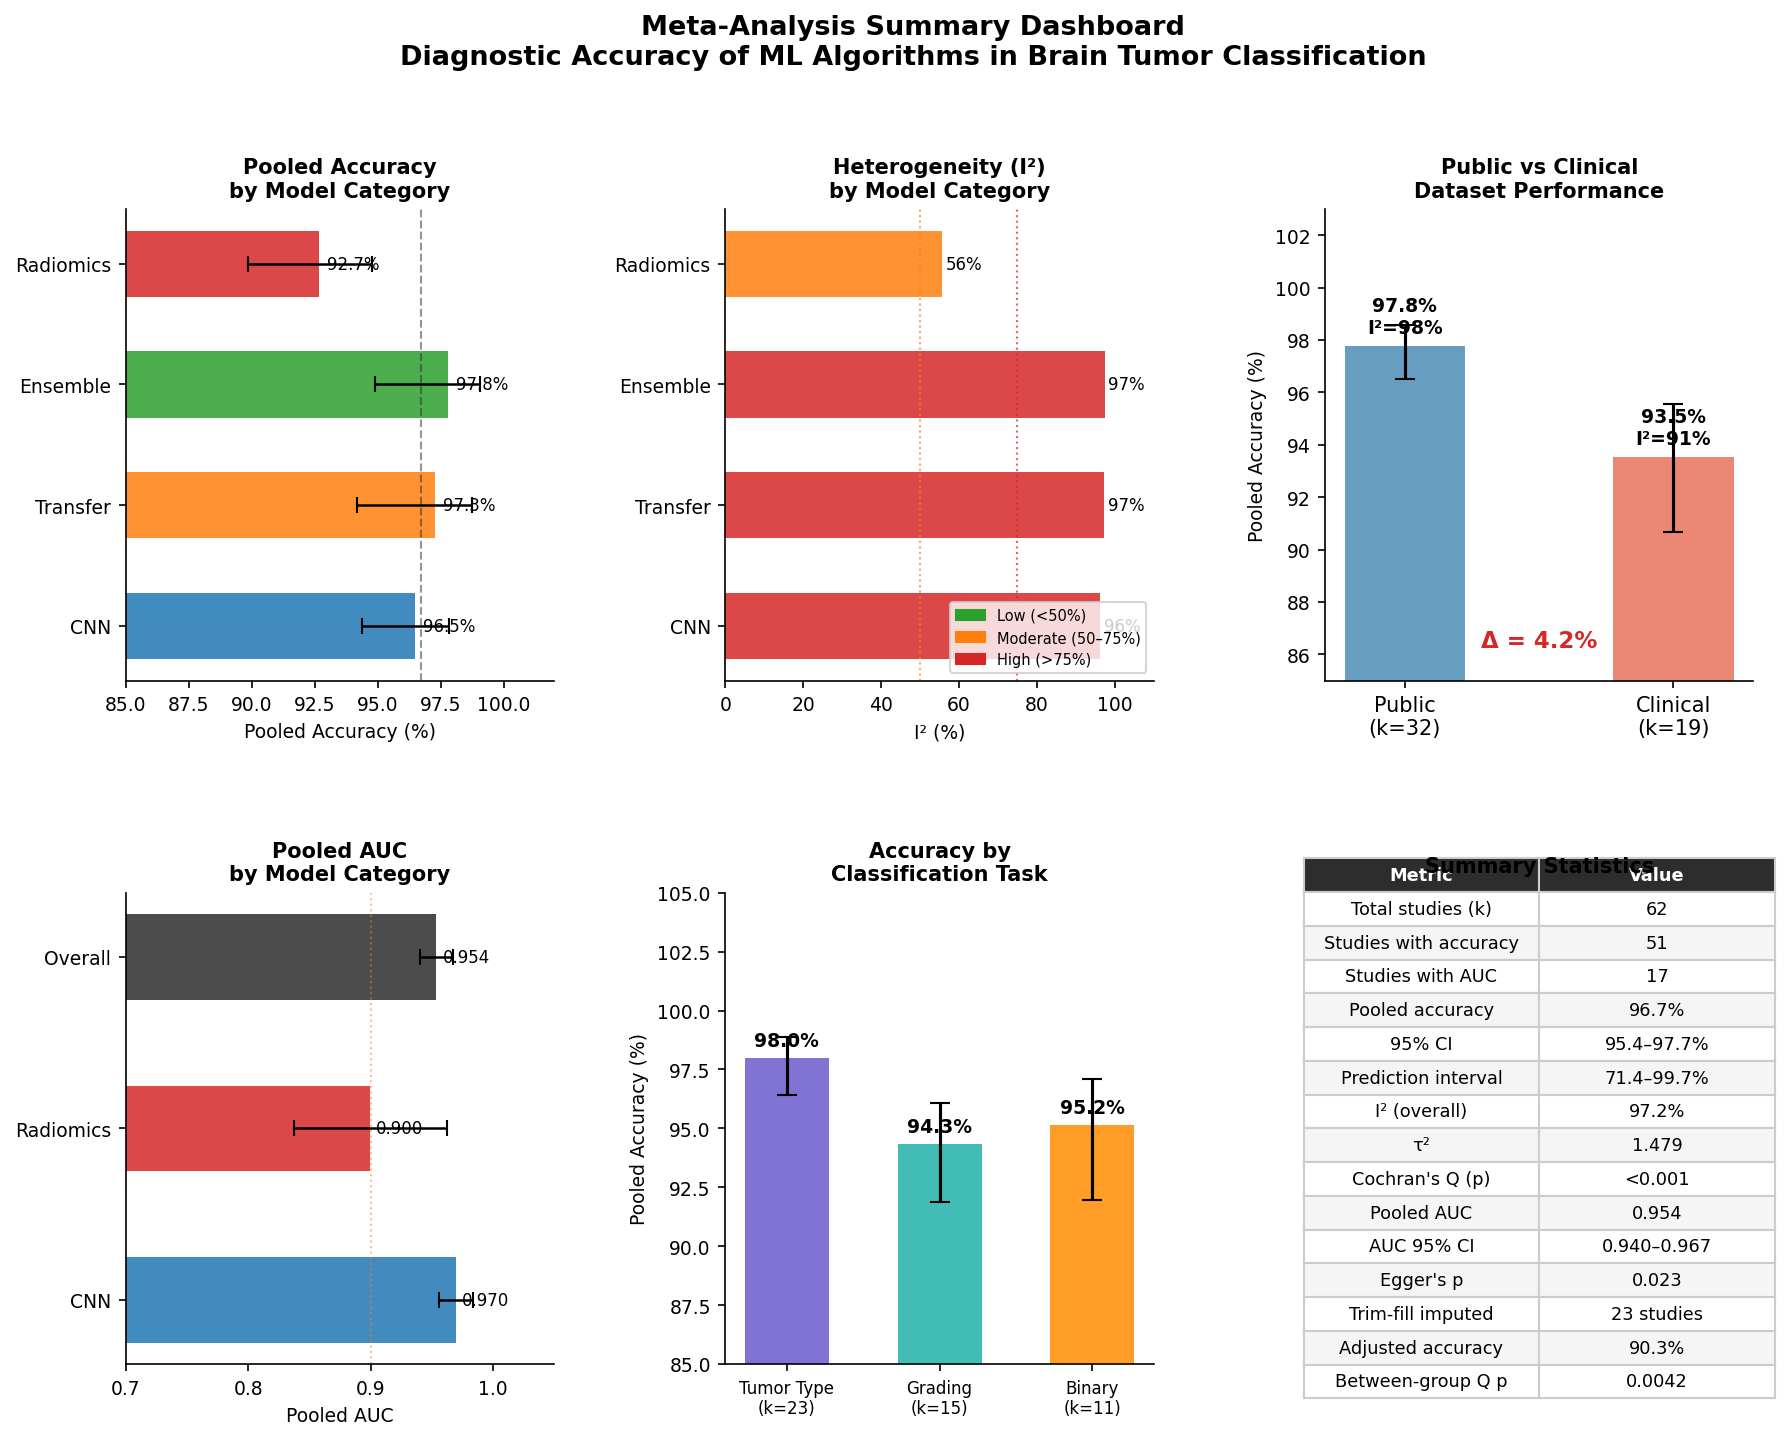 Meta-Analysis Summary Dashboard
Diagnostic Accuracy of ML Algorithms in Brain Tumor Classification
Pooled Accuracy
by Model Category
Radiomics
92.7%
Ensemble
97.8%
Transfer
97.3%
CNN
96.5%
85.0 87.5 90.0 92.5 95.0 97.5 100.0
Pooled Accuracy (%)
Heterogeneity (I²)
by Model Category
Radiomics
56%
Ensemble
97%
Transfer
97%
CNN
96%
Low (<50%)
Moderate (50–75%)
High (>75%)
0 20 40 60 80 100
I² (%)
Public vs Clinical
Dataset Performance
Pooled Accuracy (%)
102
100
98
96
94
92
90
88
86
97.8%
I²=98%
93.5%
I²=91%
Δ = 4.2%
Public
(k=32)
Clinical
(k=19)
Pooled AUC
by Model Category
Overall
0.954
Radiomics
0.900
CNN
0.970
0.7 0.8 0.9 1.0
Pooled AUC
Accuracy by
Classification Task
Pooled Accuracy (%)
105.0
102.5
100.0
97.5
95.0
92.5
90.0
87.5
85.0
98.0%
94.3%
95.2%
Tumor Type
(k=23)
Grading
(k=15)
Binary
(k=11)
Summary Statistics
Metric Value
Total studies (k) 62
Studies with accuracy 51
Studies with AUC 17
Pooled accuracy 96.7%
95% CI 95.4–97.7%
Prediction interval 71.4–99.7%
I² (overall) 97.2%
τ² 1.479
Cochran's Q (p) <0.001
Pooled AUC 0.954
AUC 95% CI 0.940–0.967
Egger's p 0.023
Trim-fill imputed 23 studies
Adjusted accuracy 90.3%
Between-group Q p 0.0042